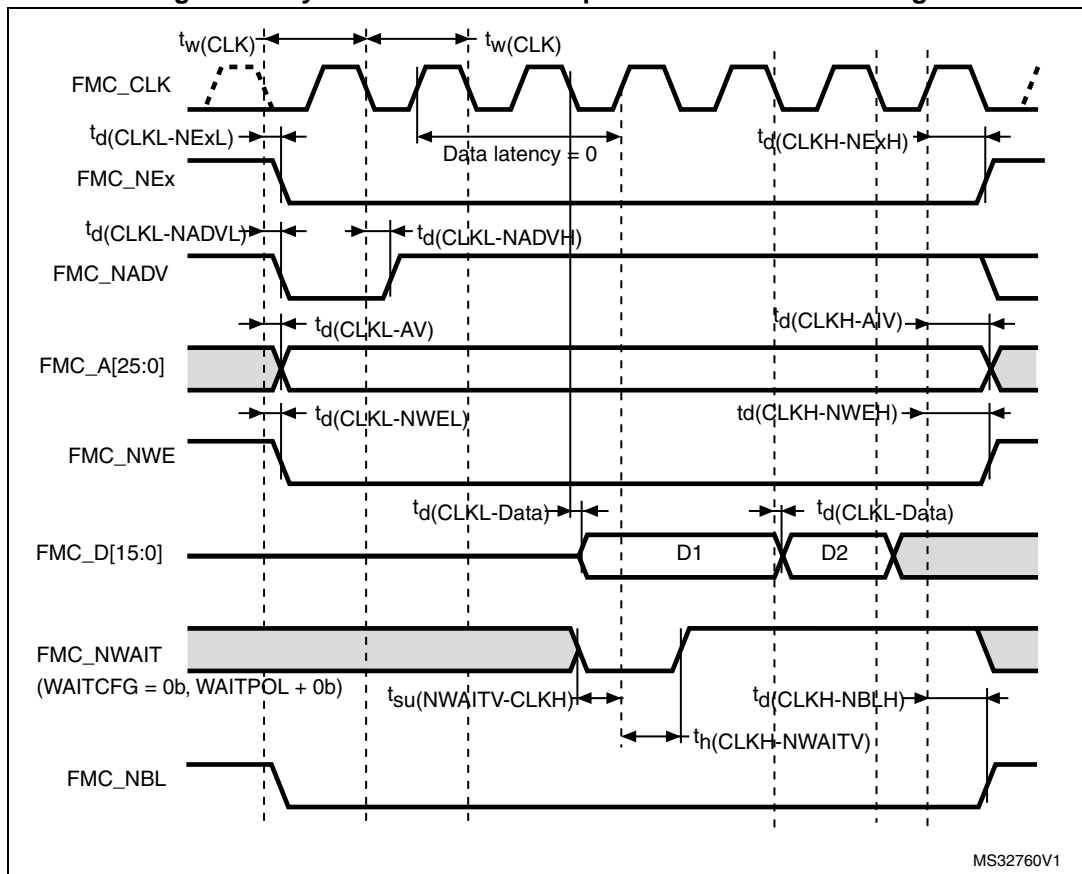 tw(CLK)
tw(CLK)
FMC_CLK
td(CLKL-NExL)
Data latency = 0
td(CLKH-NExH)
FMC_NEx
td(CLKL-NADVL)
td(CLKL-NADVH)
FMC_NADV
td(CLKL-AV)
td(CLKH-AIV)
FMC_A[25:0]
td(CLKL-NWEL)
td(CLKH-NWEH)
FMC_NWE
td(CLKL-Data)
td(CLKL-Data)
FMC_D[15:0]
D1
D2
FMC_NWAIT
(WAITCFG = 0b, WAITPOL + 0b)
tsu(NWAITV-CLKH)
td(CLKH-NBLH)
th(CLKH-NWAITV)
FMC_NBL
MS32760V1